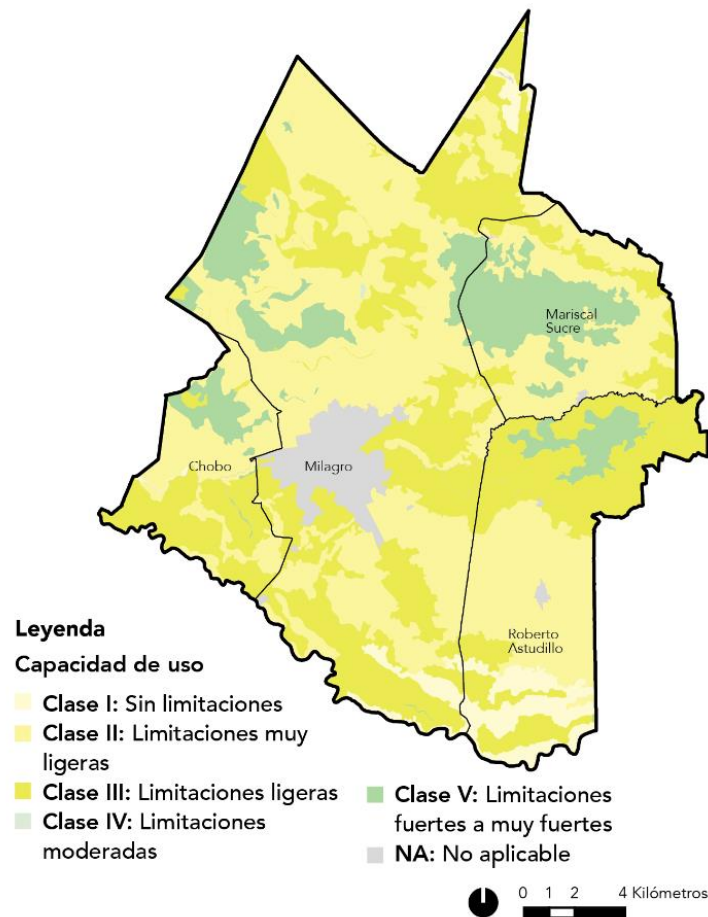 Mariscal
Sucre
Chobo
Milagro
Roberto
Astudillo
Leyenda
Capacidad de uso
Clase I: Sin limitaciones
Clase II: Limitaciones muy
ligeras
Clase III: Limitaciones ligeras
Clase IV: Limitaciones
moderadas
Clase V: Limitaciones
fuertes a muy fuertes
NA: No aplicable
0 1 2 4 Kilómetros